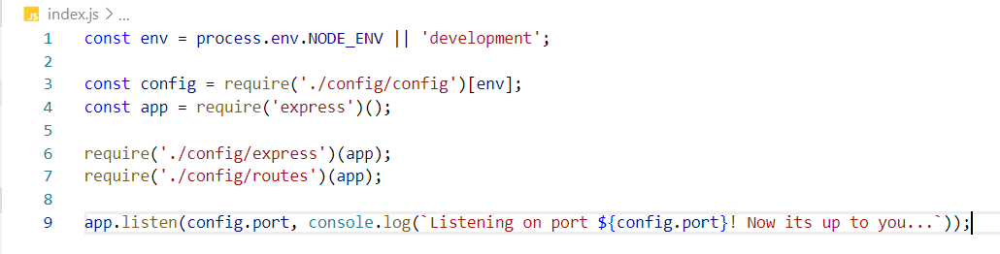 JS index.js > ...
1 const env = process.env.NODE_ENV || 'development';
2
3 const config = require('./config/config')[env];
4 const app = require('express')();
5
6 require('./config/express')(app);
7 require('./config/routes')(app);
8
9 app.listen(config.port, console.log(`Listening on port ${config.port}! Now its up to you...`));